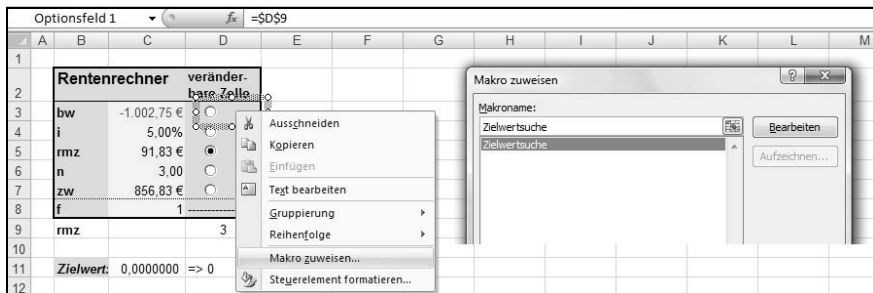 Optionsfeld 1 fx =$D$9
A B C D E F G H I J K L M
1
2 Rentenrechner veränder-
bare Zelle
3 bw -1.002,75 €
4 i 5,00%
5 rmz 91,83 €
6 n 3,00
7 zw 856,83 €
8 f 1 ------------
9 rmz 3
10
11 Zielwert: 0,0000000 => 0
12
Ausschneiden
Kopieren
Einfügen
Text bearbeiten
Gruppierung
Reihenfolge
Makro zuweisen...
Steuerelement formatieren...
Makro zuweisen
Makroname:
Zielwertsuche
Zielwertsuche
Bearbeiten
Aufzeichnen...